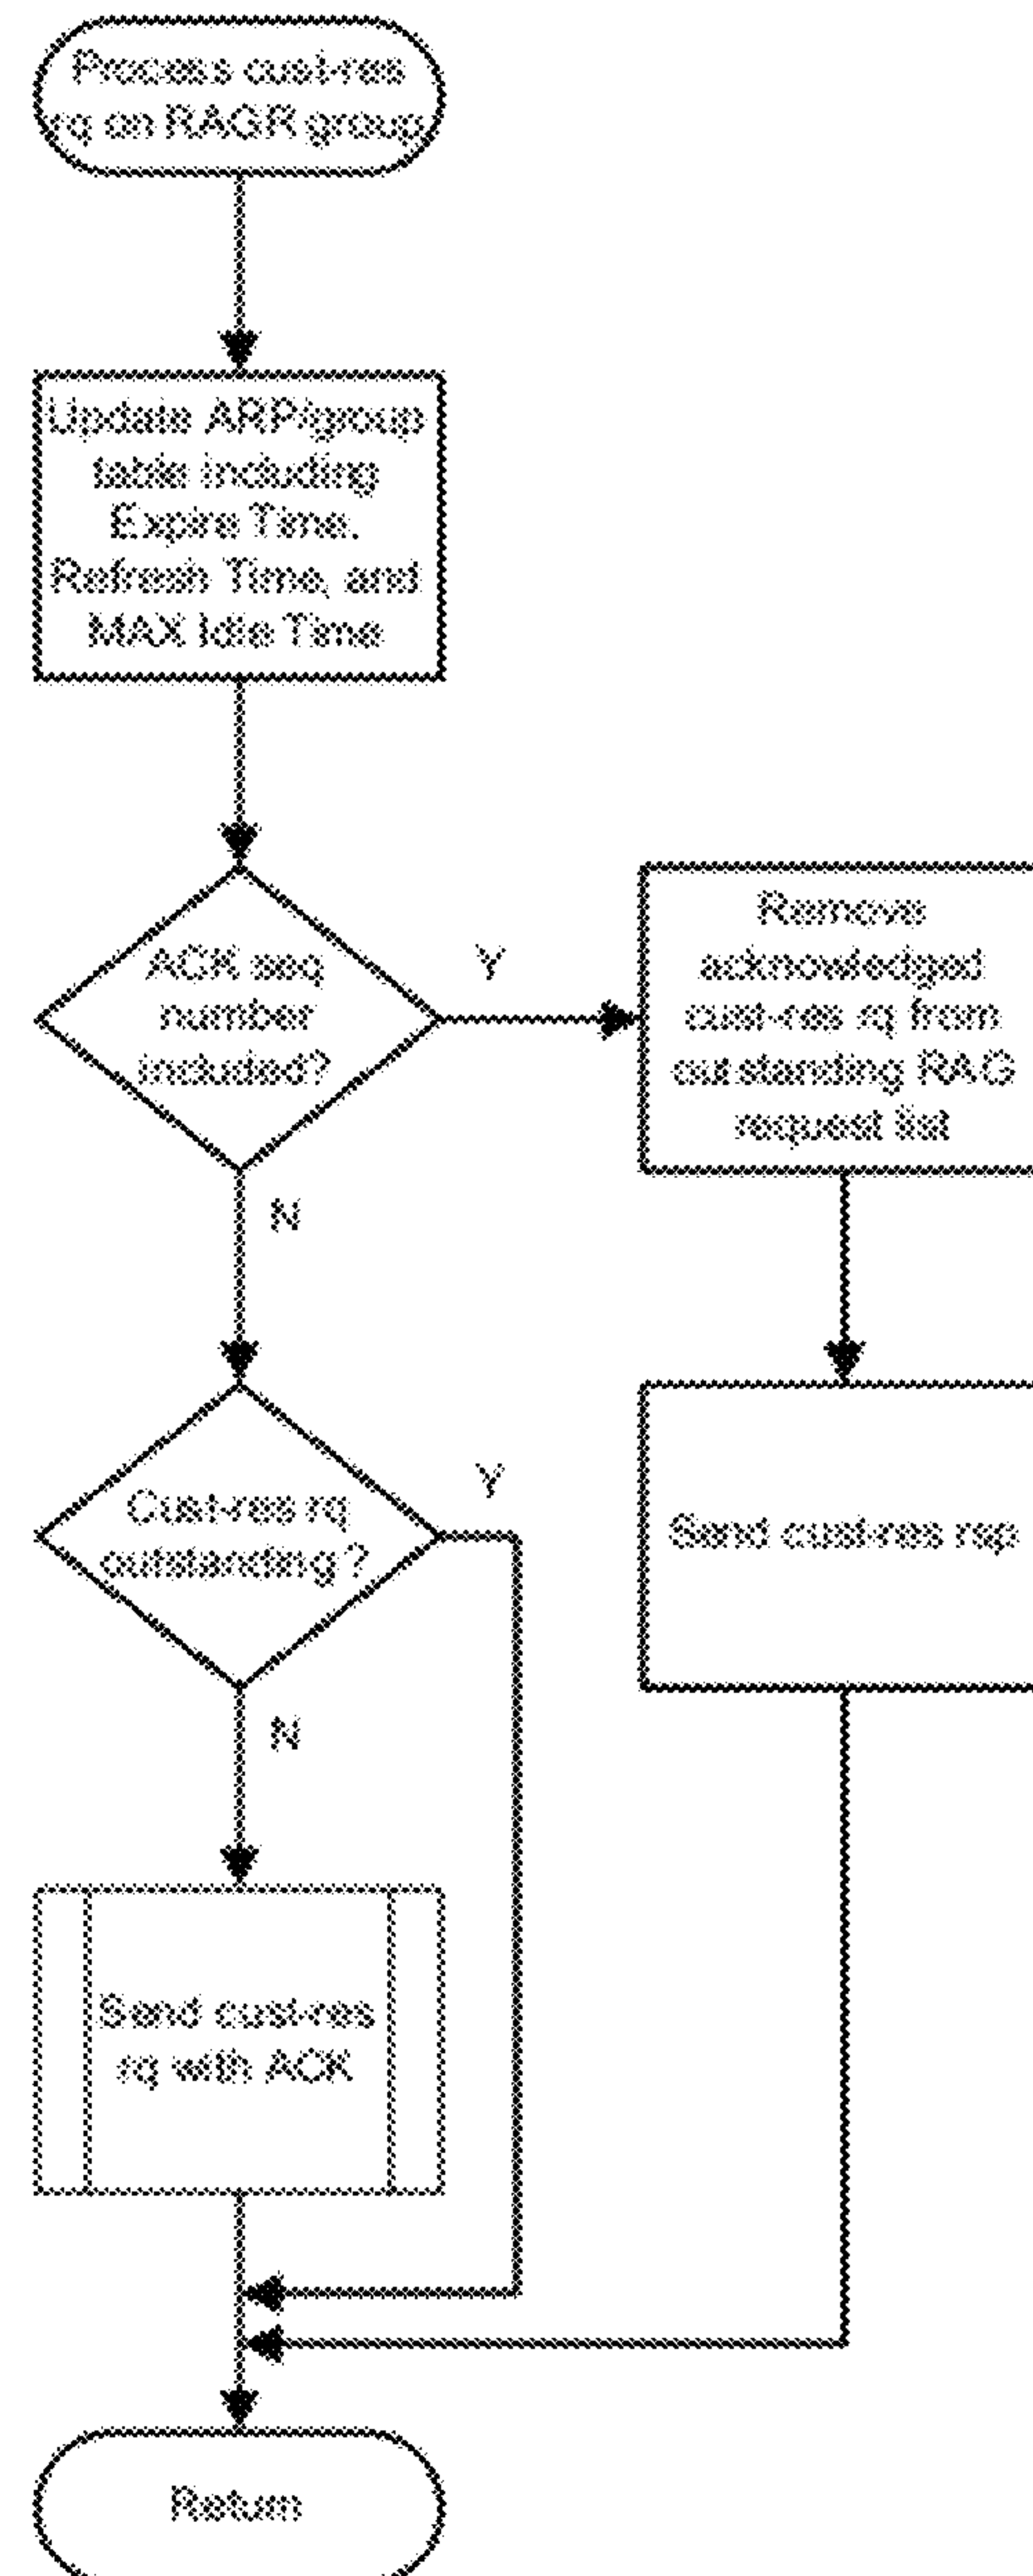 Process cust-res
rq on RAGR group
Update ARP/group
table including
Expire Time,
Refresh Time, and
MAX Idle Time
ACK seq
number
included?
Y
Remove
acknowledged
cust-res rq from
outstanding RAG
request list
N
Cust-res rq
outstanding?
Y
Send cust-res rsp
N
Send cust-res
rq with ACK
Return